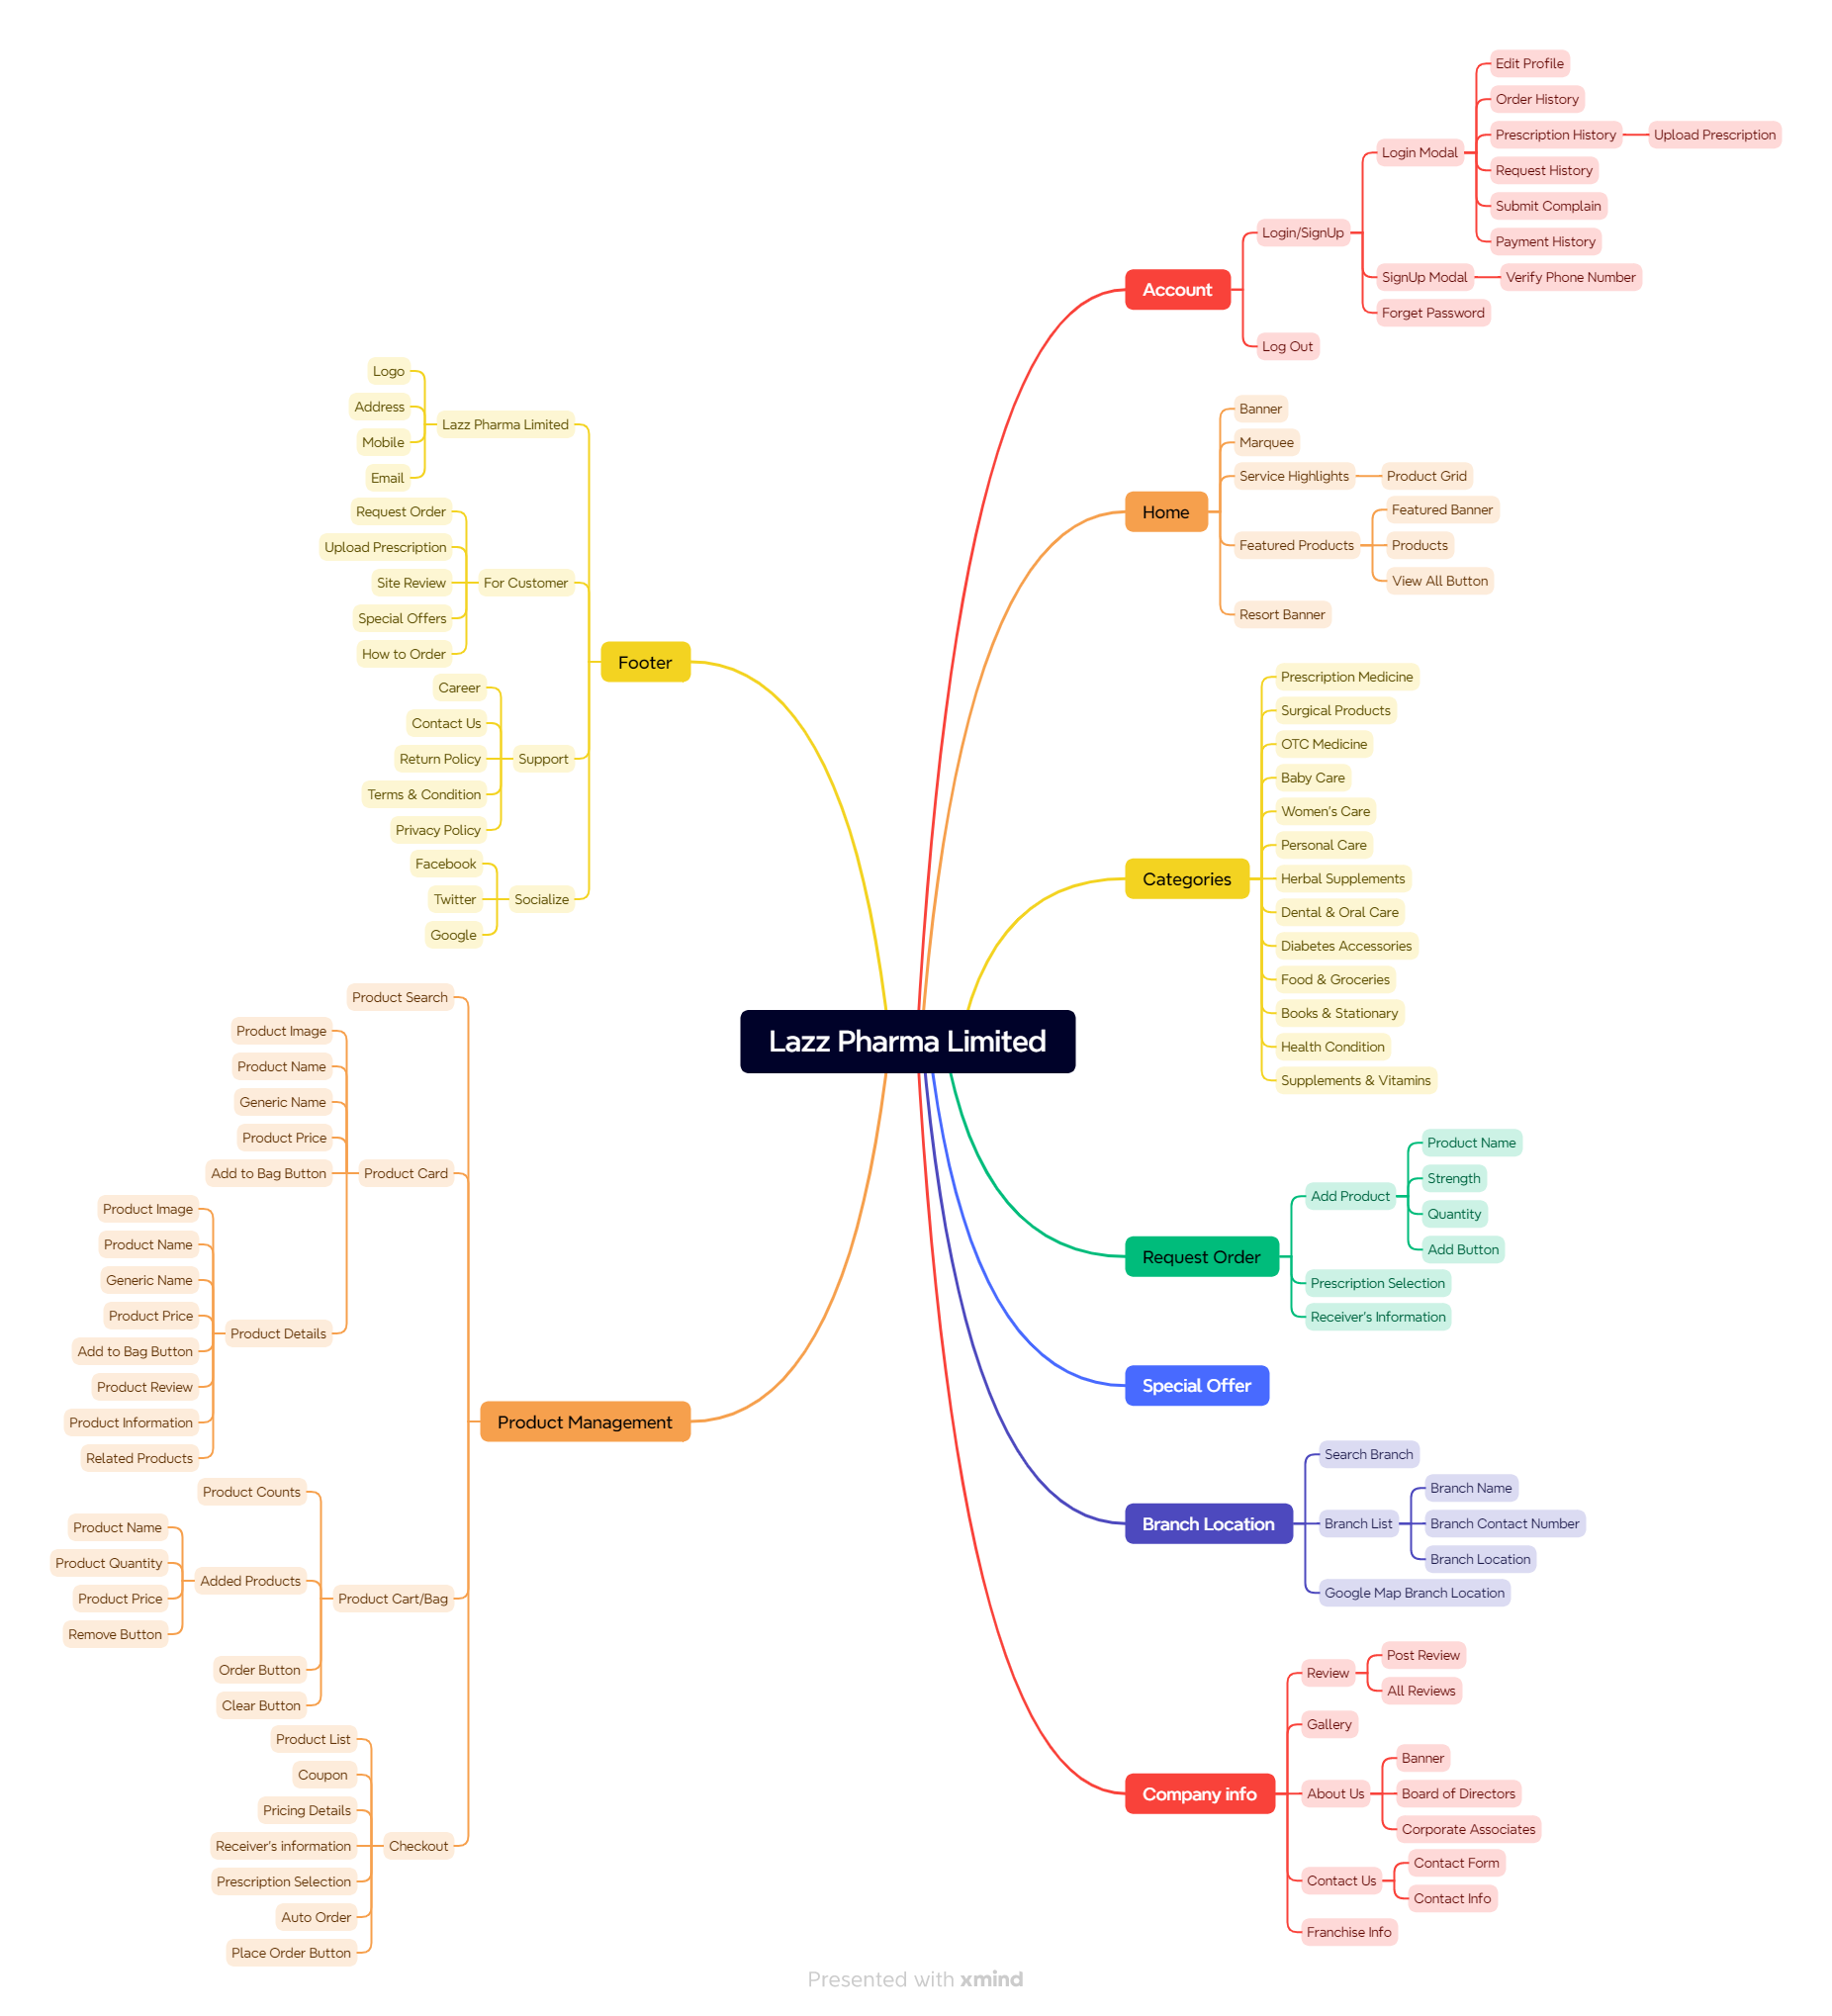 Lazz Pharma Limited
Account
Login/SignUp
Login Modal
Edit Profile
Order History
Prescription History
Upload Prescription
Request History
Submit Complain
Payment History
SignUp Modal
Verify Phone Number
Forget Password
Log Out
Home
Banner
Marquee
Service Highlights
Product Grid
Featured Products
Featured Banner
Products
View All Button
Resort Banner
Categories
Prescription Medicine
Surgical Products
OTC Medicine
Baby Care
Women's Care
Personal Care
Herbal Supplements
Dental & Oral Care
Diabetes Accessories
Food & Groceries
Books & Stationary
Health Condition
Supplements & Vitamins
Request Order
Add Product
Product Name
Strength
Quantity
Add Button
Prescription Selection
Receiver's Information
Special Offer
Branch Location
Search Branch
Branch List
Branch Name
Branch Contact Number
Branch Location
Google Map Branch Location
Company info
Review
Post Review
All Reviews
Gallery
About Us
Banner
Board of Directors
Corporate Associates
Contact Us
Contact Form
Contact Info
Franchise Info
Footer
Lazz Pharma Limited
Logo
Address
Mobile
Email
For Customer
Request Order
Upload Prescription
Site Review
Special Offers
How to Order
Support
Career
Contact Us
Return Policy
Terms & Condition
Privacy Policy
Socialize
Facebook
Twitter
Google
Product Management
Product Search
Product Card
Product Image
Product Name
Generic Name
Product Price
Add to Bag Button
Product Details
Product Image
Product Name
Generic Name
Product Price
Add to Bag Button
Product Review
Product Information
Related Products
Product Cart/Bag
Product Counts
Added Products
Product Name
Product Quantity
Product Price
Remove Button
Order Button
Clear Button
Checkout
Product List
Coupon
Pricing Details
Receiver's information
Prescription Selection
Auto Order
Place Order Button
Presented with xmind